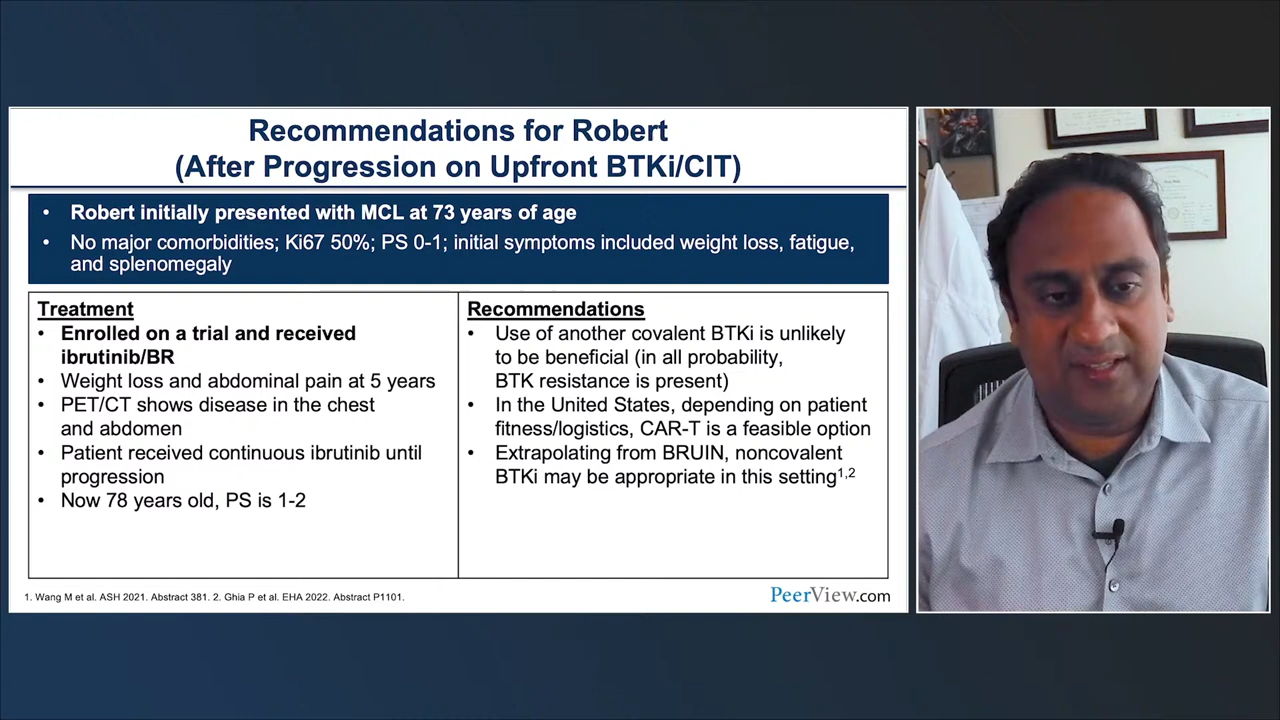 Recommendations for Robert
(After Progression on Upfront BTKi/CIT)
• Robert initially presented with MCL at 73 years of age
• No major comorbidities; Ki67 50%; PS 0-1; initial symptoms included weight loss, fatigue,
and splenomegaly
Treatment
• Enrolled on a trial and received
ibrutinib/BR
• Weight loss and abdominal pain at 5 years
• PET/CT shows disease in the chest
and abdomen
• Patient received continuous ibrutinib until
progression
• Now 78 years old, PS is 1-2
Recommendations
• Use of another covalent BTKi is unlikely
to be beneficial (in all probability,
BTK resistance is present)
• In the United States, depending on patient
fitness/logistics, CAR-T is a feasible option
• Extrapolating from BRUIN, noncovalent
BTKi may be appropriate in this setting1,2
1. Wang M et al. ASH 2021. Abstract 381. 2. Ghia P et al. EHA 2022. Abstract P1101.
PeerView.com